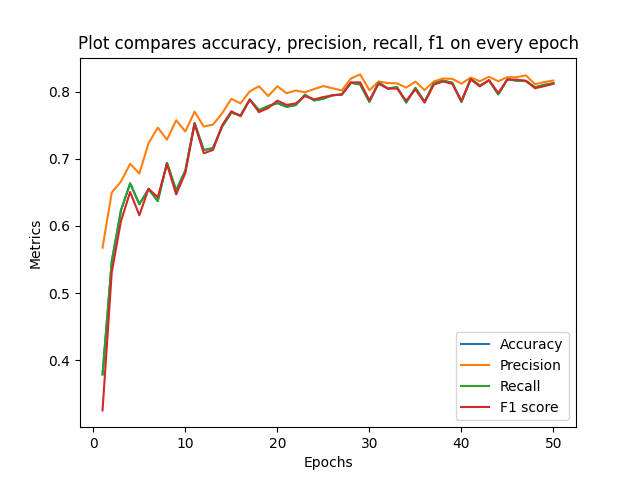 Plot compares accuracy, precision, recall, f1 on every epoch
0.8
0.7
0.6
0.5
0.4
Metrics
0
10
20
30
40
50
Epochs
Accuracy
Precision
Recall
F1 score